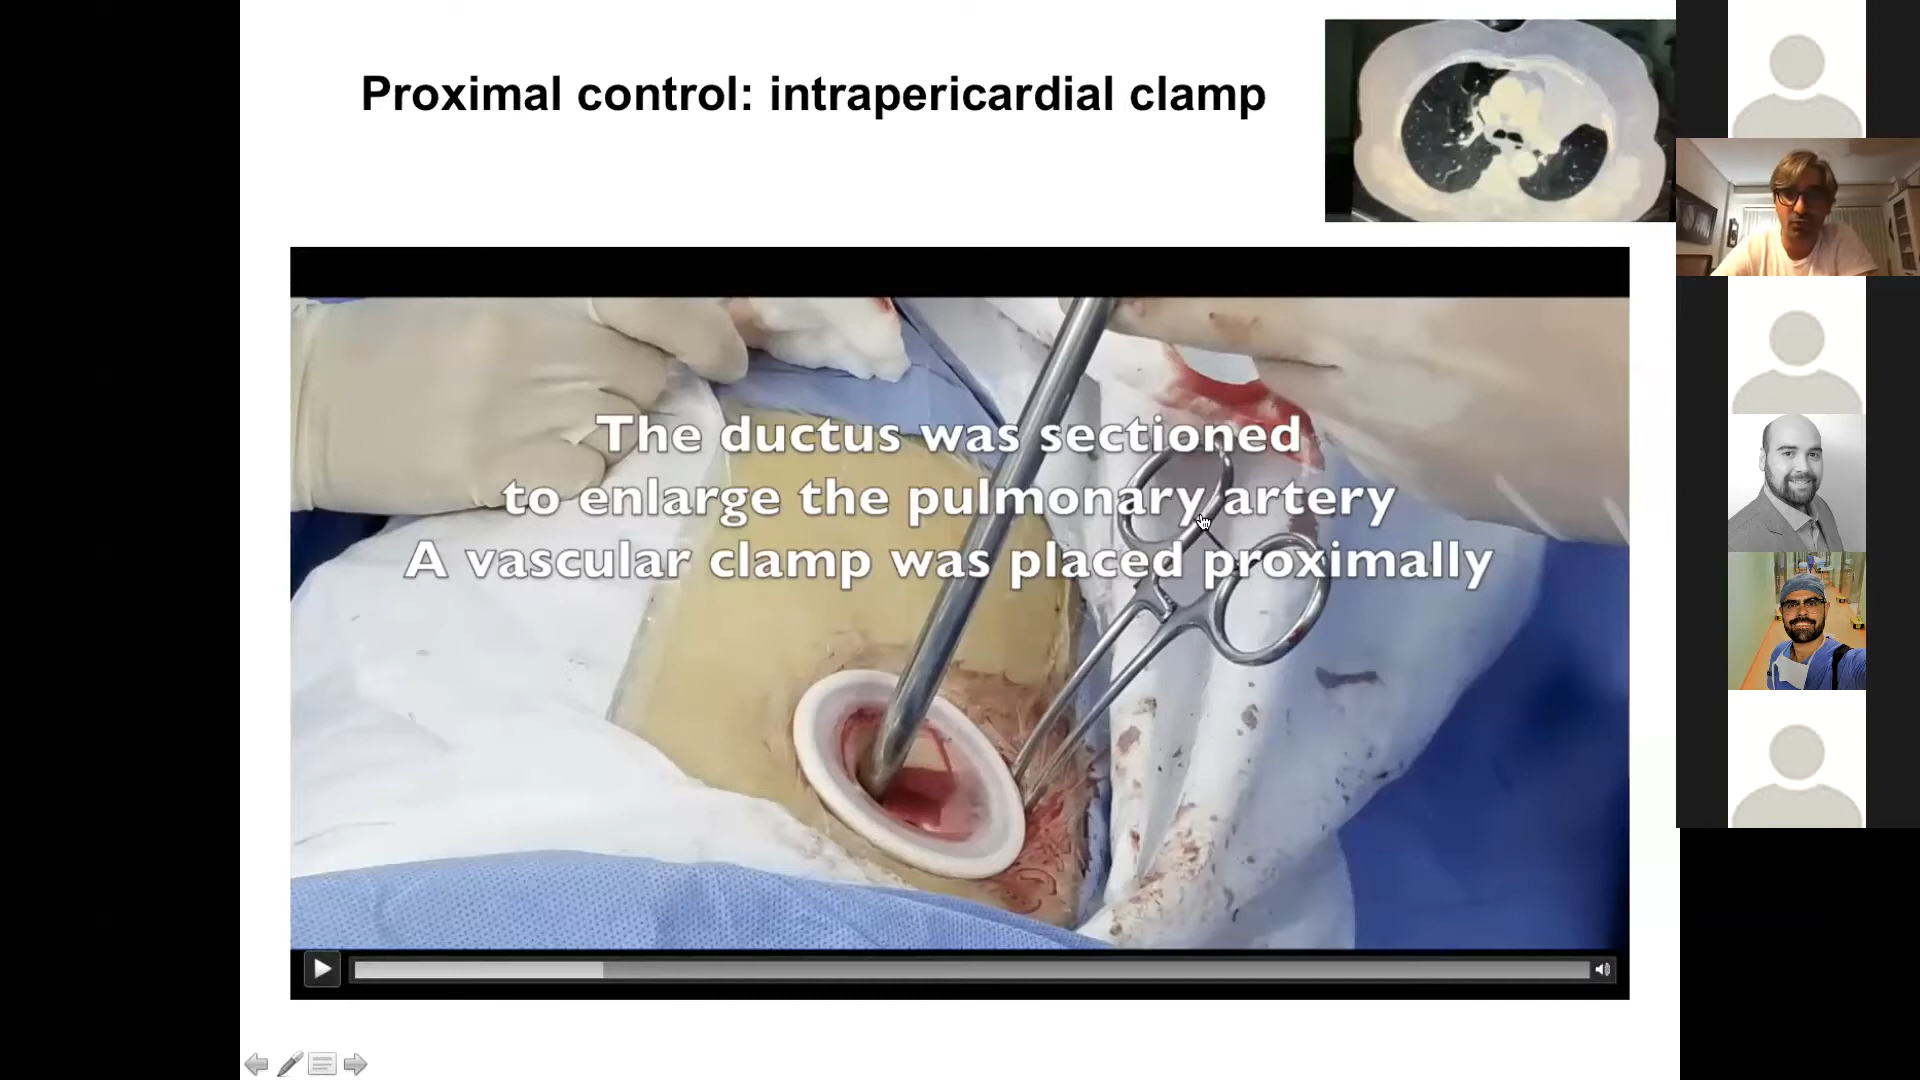 Proximal control: intrapericardial clamp
The ductus was sectioned
to enlarge the pulmonary artery
A vascular clamp was placed proximally